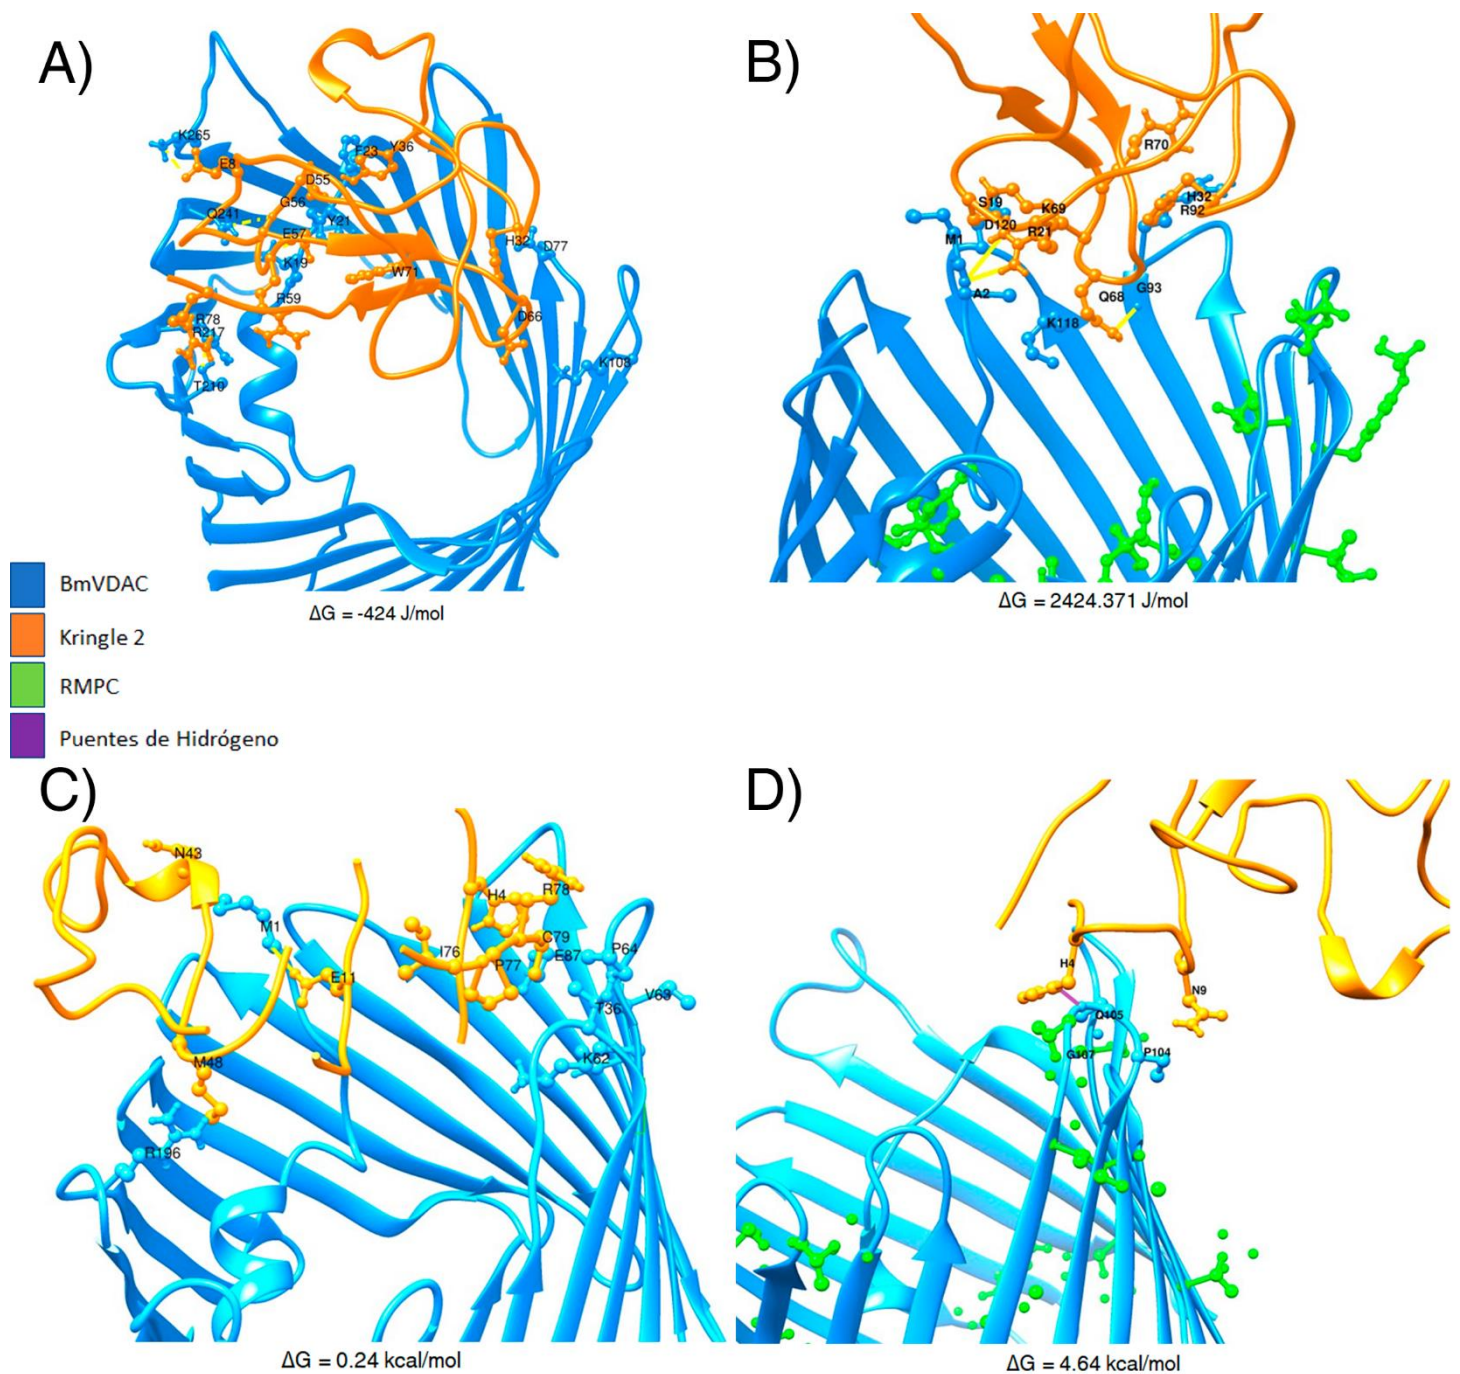 A)
K265
E8
F23
Y36
D55
G56
Q241
Y21
E57
H32
D77
K19
W71
R59
D66
R78
R217
K109
T210
ΔG = -424 J/mol
B)
R70
S19
H32
K69
R92
D120
R21
M1
A2
Q68
G93
K118
ΔG = 2424.371 J/mol
BmVDAC
Kringle 2
RMPC
Puentes de Hidrógeno
C)
N43
H4
R78
M1
C79
I76
E87
P64
P77
E11
V63
T36
K62
M48
R196
ΔG = 0.24 kcal/mol
D)
H4
N9
Q105
G107
P104
ΔG = 4.64 kcal/mol